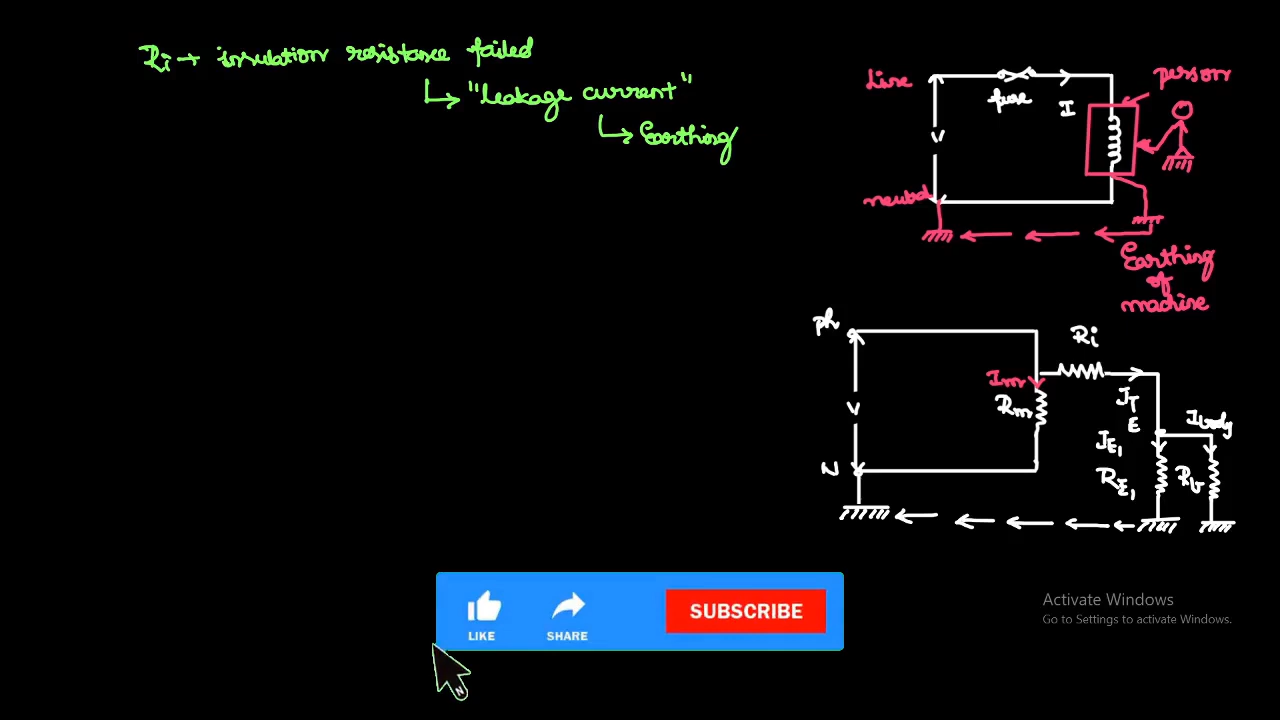 Ri → insulation resistance failed
↳ "leakage current"
↳ Earthing
Line
fuse
I
person
V
neutral
Earthing
of
machine
ph
Ri
Im
Rm
V
IT
E
Ibody
IE1
RE1
Rb
N
LIKE
SHARE
SUBSCRIBE
Activate Windows
Go to Settings to activate Windows.
N